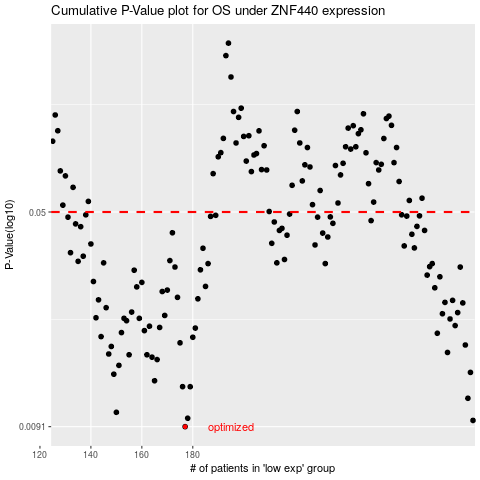 Cumulative P-Value plot for OS under ZNF440 expression
P-Value(log10)
0.05
0.0091
optimized
120 140 160 180
# of patients in 'low exp' group